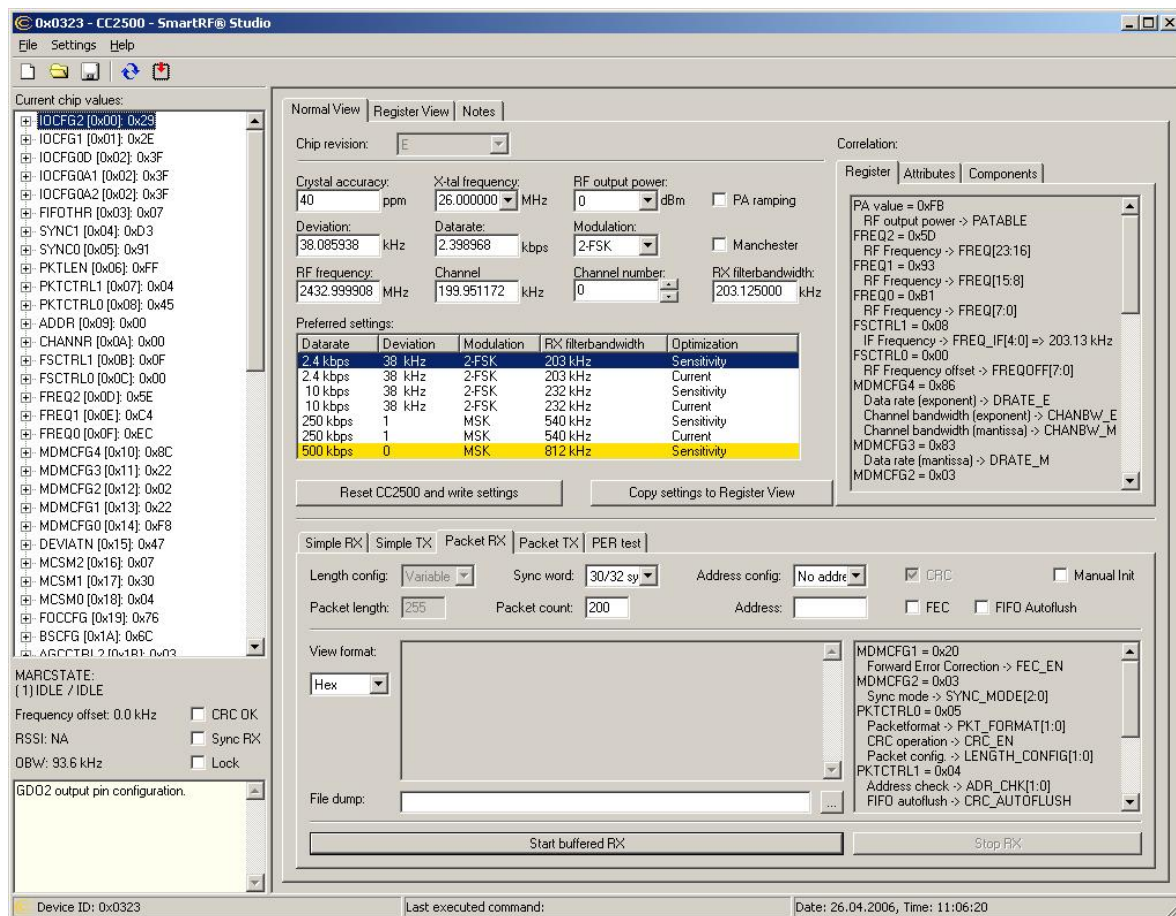 0x0323 - CC2500 - SmartRF® Studio
File Settings Help
Current chip values:
IOCFG2 [0x00]: 0x29
IOCFG1 [0x01]: 0x2E
IOCFG0D [0x02]: 0x3F
IOCFG0A1 [0x02]: 0x3F
IOCFG0A2 [0x02]: 0x3F
FIFOTHR [0x03]: 0x07
SYNC1 [0x04]: 0xD3
SYNC0 [0x05]: 0x91
PKTLEN [0x06]: 0xFF
PKTCTRL1 [0x07]: 0x04
PKTCTRL0 [0x08]: 0x45
ADDR [0x09]: 0x00
CHANNR [0x0A]: 0x00
FSCTRL1 [0x0B]: 0x0F
FSCTRL0 [0x0C]: 0x00
FREQ2 [0x0D]: 0x5E
FREQ1 [0x0E]: 0xC4
FREQ0 [0x0F]: 0xEC
MDMCFG4 [0x10]: 0x8C
MDMCFG3 [0x11]: 0x22
MDMCFG2 [0x12]: 0x02
MDMCFG1 [0x13]: 0x22
MDMCFG0 [0x14]: 0xF8
DEVIATN [0x15]: 0x47
MCSM2 [0x16]: 0x07
MCSM1 [0x17]: 0x30
MCSM0 [0x18]: 0x04
FOCCFG [0x19]: 0x76
BSCFG [0x1A]: 0x6C
AGCCTRL2 [0x1B]: 0x03
MARCSTATE:
(1) IDLE / IDLE
Frequency offset: 0.0 kHz CRC OK
RSSI: NA Sync RX
OBW: 93.6 kHz Lock
GDO2 output pin configuration.
Normal View Register View Notes
Chip revision: E
Crystal accuracy: X-tal frequency: RF output power:
40 ppm 26.000000 MHz 0 dBm PA ramping
Deviation: Datarate: Modulation:
38.085938 kHz 2.398968 kbps 2-FSK Manchester
RF frequency: Channel Channel number: RX filterbandwidth:
2432.999908 MHz 199.951172 kHz 0 203.125000 kHz
Preferred settings:
Datarate Deviation Modulation RX filterbandwidth Optimization
2.4 kbps 38 kHz 2-FSK 203 kHz Sensitivity
2.4 kbps 38 kHz 2-FSK 203 kHz Current
10 kbps 38 kHz 2-FSK 232 kHz Sensitivity
10 kbps 38 kHz 2-FSK 232 kHz Current
250 kbps 1 MSK 540 kHz Sensitivity
250 kbps 1 MSK 540 kHz Current
500 kbps 0 MSK 812 kHz Sensitivity
Reset CC2500 and write settings Copy settings to Register View
Correlation:
Register Attributes Components
PA value = 0xFB
RF output power -> PATABLE
FREQ2 = 0x5D
RF Frequency -> FREQ[23:16]
FREQ1 = 0x93
RF Frequency -> FREQ[15:8]
FREQ0 = 0xB1
RF Frequency -> FREQ[7:0]
FSCTRL1 = 0x08
IF Frequency -> FREQ_IF[4:0] => 203.13 kHz
FSCTRL0 = 0x00
RF Frequency offset -> FREQOFF[7:0]
MDMCFG4 = 0x86
Data rate (exponent) -> DRATE_E
Channel bandwidth (exponent) -> CHANBW_E
Channel bandwidth (mantissa) -> CHANBW_M
MDMCFG3 = 0x83
Data rate (mantissa) -> DRATE_M
MDMCFG2 = 0x03
Simple RX Simple TX Packet RX Packet TX PER test
Length config: Variable Sync word: 30/32 sy Address config: No addre CRC Manual Init
Packet length: 255 Packet count: 200 Address: FEC FIFO Autoflush
View format:
Hex
MDMCFG1 = 0x20
Forward Error Correction -> FEC_EN
MDMCFG2 = 0x03
Sync mode -> SYNC_MODE[2:0]
PKTCTRL0 = 0x05
Packetformat -> PKT_FORMAT[1:0]
CRC operation -> CRC_EN
Packet config. -> LENGTH_CONFIG[1:0]
PKTCTRL1 = 0x04
Address check -> ADR_CHK[1:0]
FIFO autoflush -> CRC_AUTOFLUSH
File dump: ...
Start buffered RX Stop RX
Device ID: 0x0323 Last executed command: Date: 26.04.2006, Time: 11:06:20